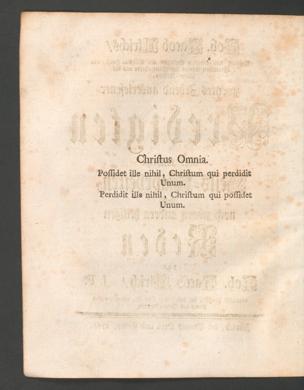 Christus Omnia.
Possidet ille nihil, Christum qui perdidit
Unum.
Perdidit ille nihil, Christum qui possidet
Unum.